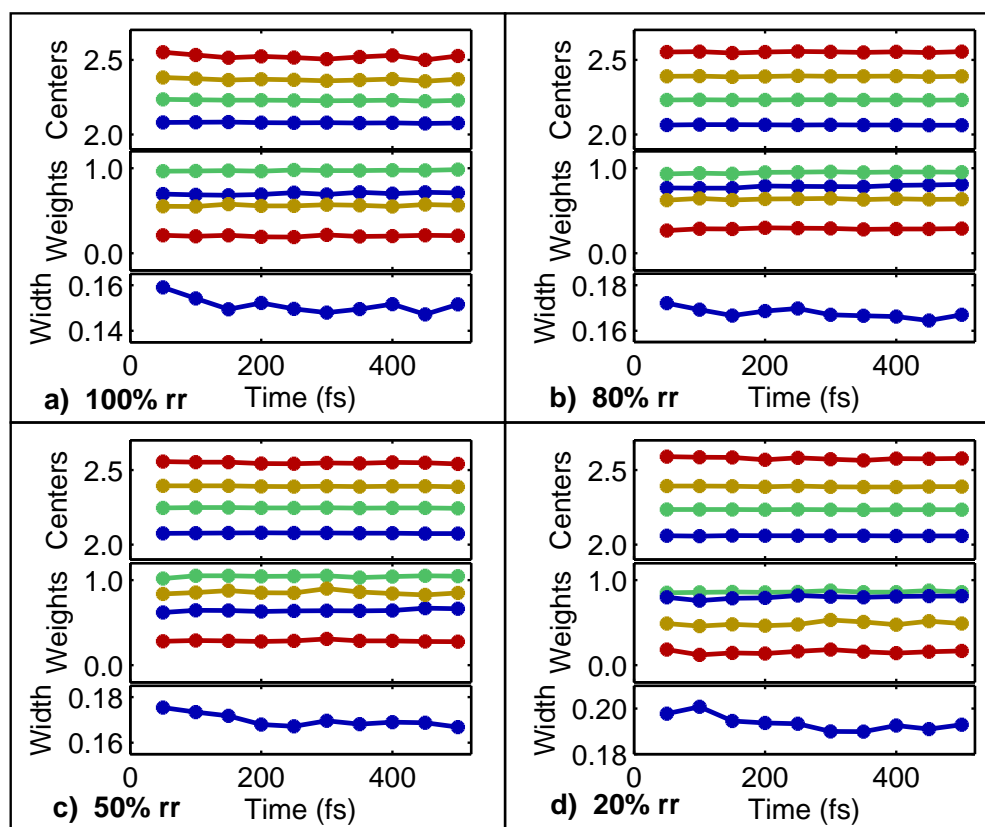 Centers
2.5
2.0
Weights
1.0
0.0
Width
0.16
0.14
0
200
400
Time (fs)
a) 100% rr
Centers
2.5
2.0
Weights
1.0
0.0
Width
0.18
0.16
0
200
400
Time (fs)
b) 80% rr
Centers
2.5
2.0
Weights
1.0
0.0
Width
0.18
0.16
0
200
400
Time (fs)
c) 50% rr
Centers
2.5
2.0
Weights
1.0
0.0
Width
0.20
0.18
0
200
400
Time (fs)
d) 20% rr